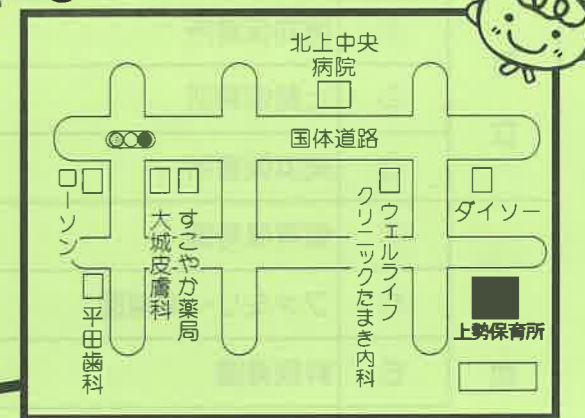 北上中央
病院
国体道路
ローソン
大城皮膚科
すこやか薬局
ウェルライフ
クリニックたまき内科
ダイソー
平田歯科
上勢保育所